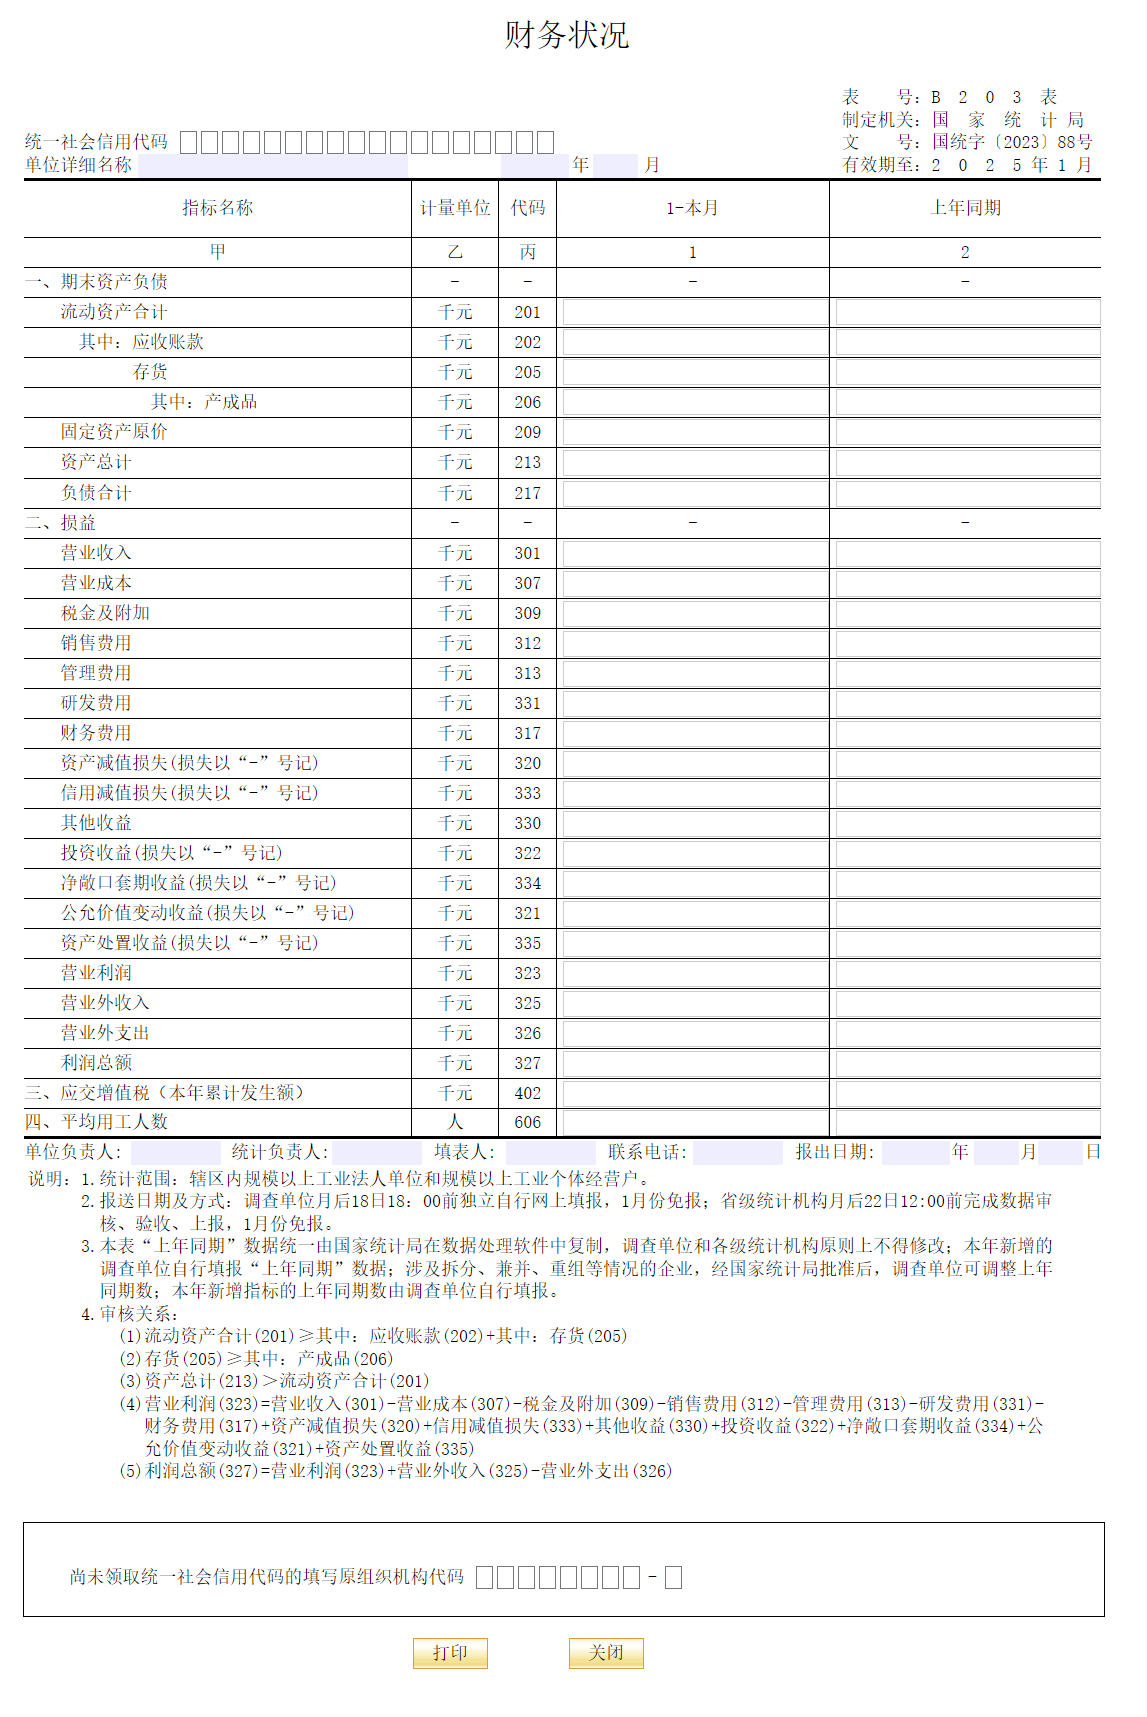 财务状况
表　　号：B 2 0 3 表
制定机关：国 家 统 计 局
统一社会信用代码
文　　号：国统字〔2023〕88号
单位详细名称 年 月
有效期至：2 0 2 5 年 1 月
指标名称 计量单位 代码 1-本月 上年同期
甲 乙 丙 1 2
一、期末资产负债 - - - -
流动资产合计 千元 201
其中：应收账款 千元 202
存货 千元 205
其中：产成品 千元 206
固定资产原价 千元 209
资产总计 千元 213
负债合计 千元 217
二、损益 - - - -
营业收入 千元 301
营业成本 千元 307
税金及附加 千元 309
销售费用 千元 312
管理费用 千元 313
研发费用 千元 331
财务费用 千元 317
资产减值损失(损失以“-”号记) 千元 320
信用减值损失(损失以“-”号记) 千元 333
其他收益 千元 330
投资收益(损失以“-”号记) 千元 322
净敞口套期收益(损失以“-”号记) 千元 334
公允价值变动收益(损失以“-”号记) 千元 321
资产处置收益(损失以“-”号记) 千元 335
营业利润 千元 323
营业外收入 千元 325
营业外支出 千元 326
利润总额 千元 327
三、应交增值税（本年累计发生额） 千元 402
四、平均用工人数 人 606
单位负责人： 统计负责人： 填表人： 联系电话： 报出日期： 年 月 日
说明：1.统计范围：辖区内规模以上工业法人单位和规模以上工业个体经营户。
2.报送日期及方式：调查单位月后18日18：00前独立自行网上填报，1月份免报；省级统计机构月后22日12:00前完成数据审
核、验收、上报，1月份免报。
3.本表“上年同期”数据统一由国家统计局在数据处理软件中复制，调查单位和各级统计机构原则上不得修改；本年新增的
调查单位自行填报“上年同期”数据；涉及拆分、兼并、重组等情况的企业，经国家统计局批准后，调查单位可调整上年
同期数；本年新增指标的上年同期数由调查单位自行填报。
4.审核关系：
(1)流动资产合计(201)≥其中：应收账款(202)+其中：存货(205)
(2)存货(205)≥其中：产成品(206)
(3)资产总计(213)＞流动资产合计(201)
(4)营业利润(323)=营业收入(301)-营业成本(307)-税金及附加(309)-销售费用(312)-管理费用(313)-研发费用(331)-
财务费用(317)+资产减值损失(320)+信用减值损失(333)+其他收益(330)+投资收益(322)+净敞口套期收益(334)+公
允价值变动收益(321)+资产处置收益(335)
(5)利润总额(327)=营业利润(323)+营业外收入(325)-营业外支出(326)
尚未领取统一社会信用代码的填写原组织机构代码 -
打印 关闭